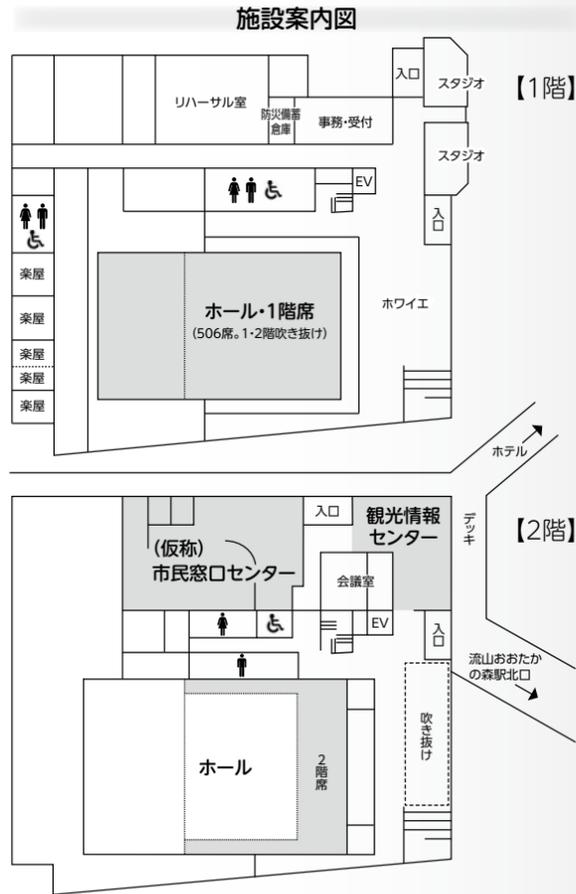 施設案内図
【1階】
入口
スタジオ
リハーサル室
防災備蓄
倉庫
事務・受付
スタジオ
EV
入口
楽屋
楽屋
楽屋
楽屋
楽屋
ホール・1階席
(506席。1・2階吹き抜け)
ホワイエ
ホテル
デッキ
【2階】
入口
観光情報
センター
(仮称)
市民窓口センター
会議室
EV
入口
流山おおたか
の森駅北口
吹き抜け
ホール
2階席